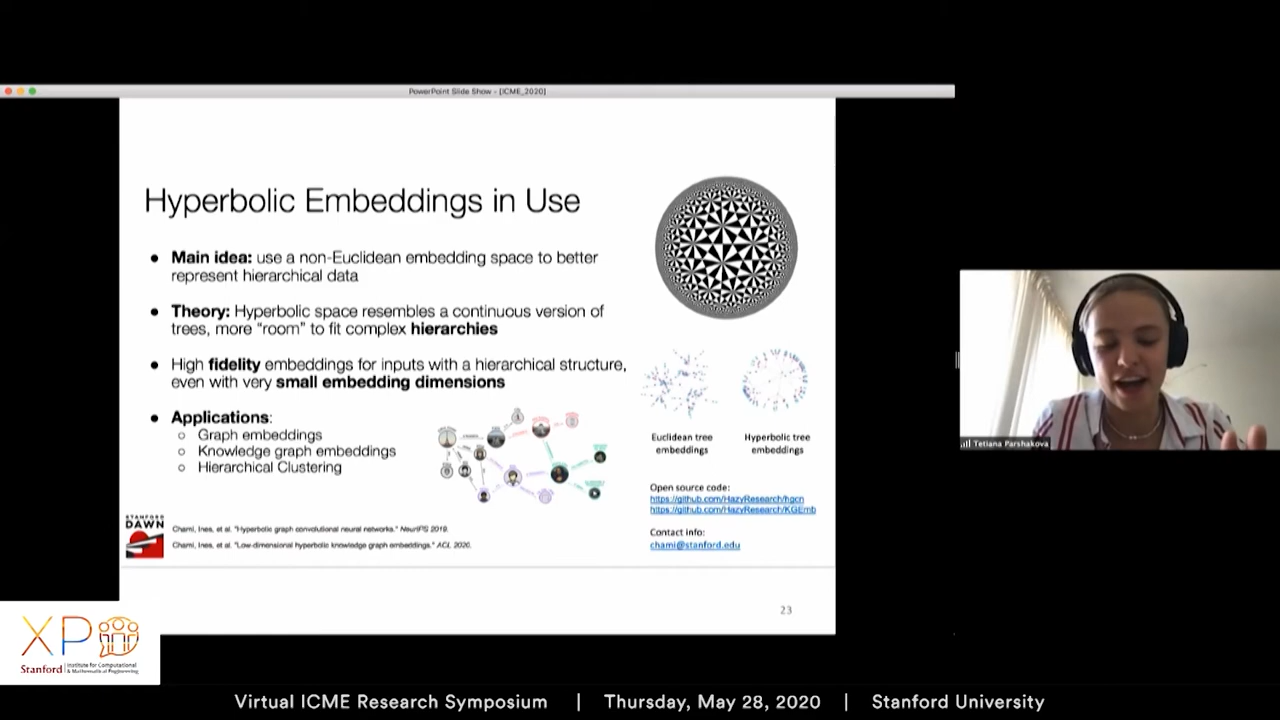 PowerPoint Slide Show - [ICME_2020]
Hyperbolic Embeddings in Use
● Main idea: use a non-Euclidean embedding space to better
represent hierarchical data
● Theory: Hyperbolic space resembles a continuous version of
trees, more “room” to fit complex hierarchies
● High fidelity embeddings for inputs with a hierarchical structure,
even with very small embedding dimensions
● Applications:
○ Graph embeddings
○ Knowledge graph embeddings
○ Hierarchical Clustering
Euclidean tree
embeddings
Hyperbolic tree
embeddings
Open source code:
https://github.com/HazyResearch/hgcn
https://github.com/HazyResearch/KGEmb
Contact info:
chami@stanford.edu
STANFORD
DAWN
Chami, Ines, et al. "Hyperbolic graph convolutional neural networks." NeurIPS 2019.
Chami, Ines, et al. "Low-dimensional hyperbolic knowledge graph embeddings." ACL 2020.
23
Tetiana Parshakova
XP
Stanford | Institute for Computational
& Mathematical Engineering
Virtual ICME Research Symposium | Thursday, May 28, 2020 | Stanford University